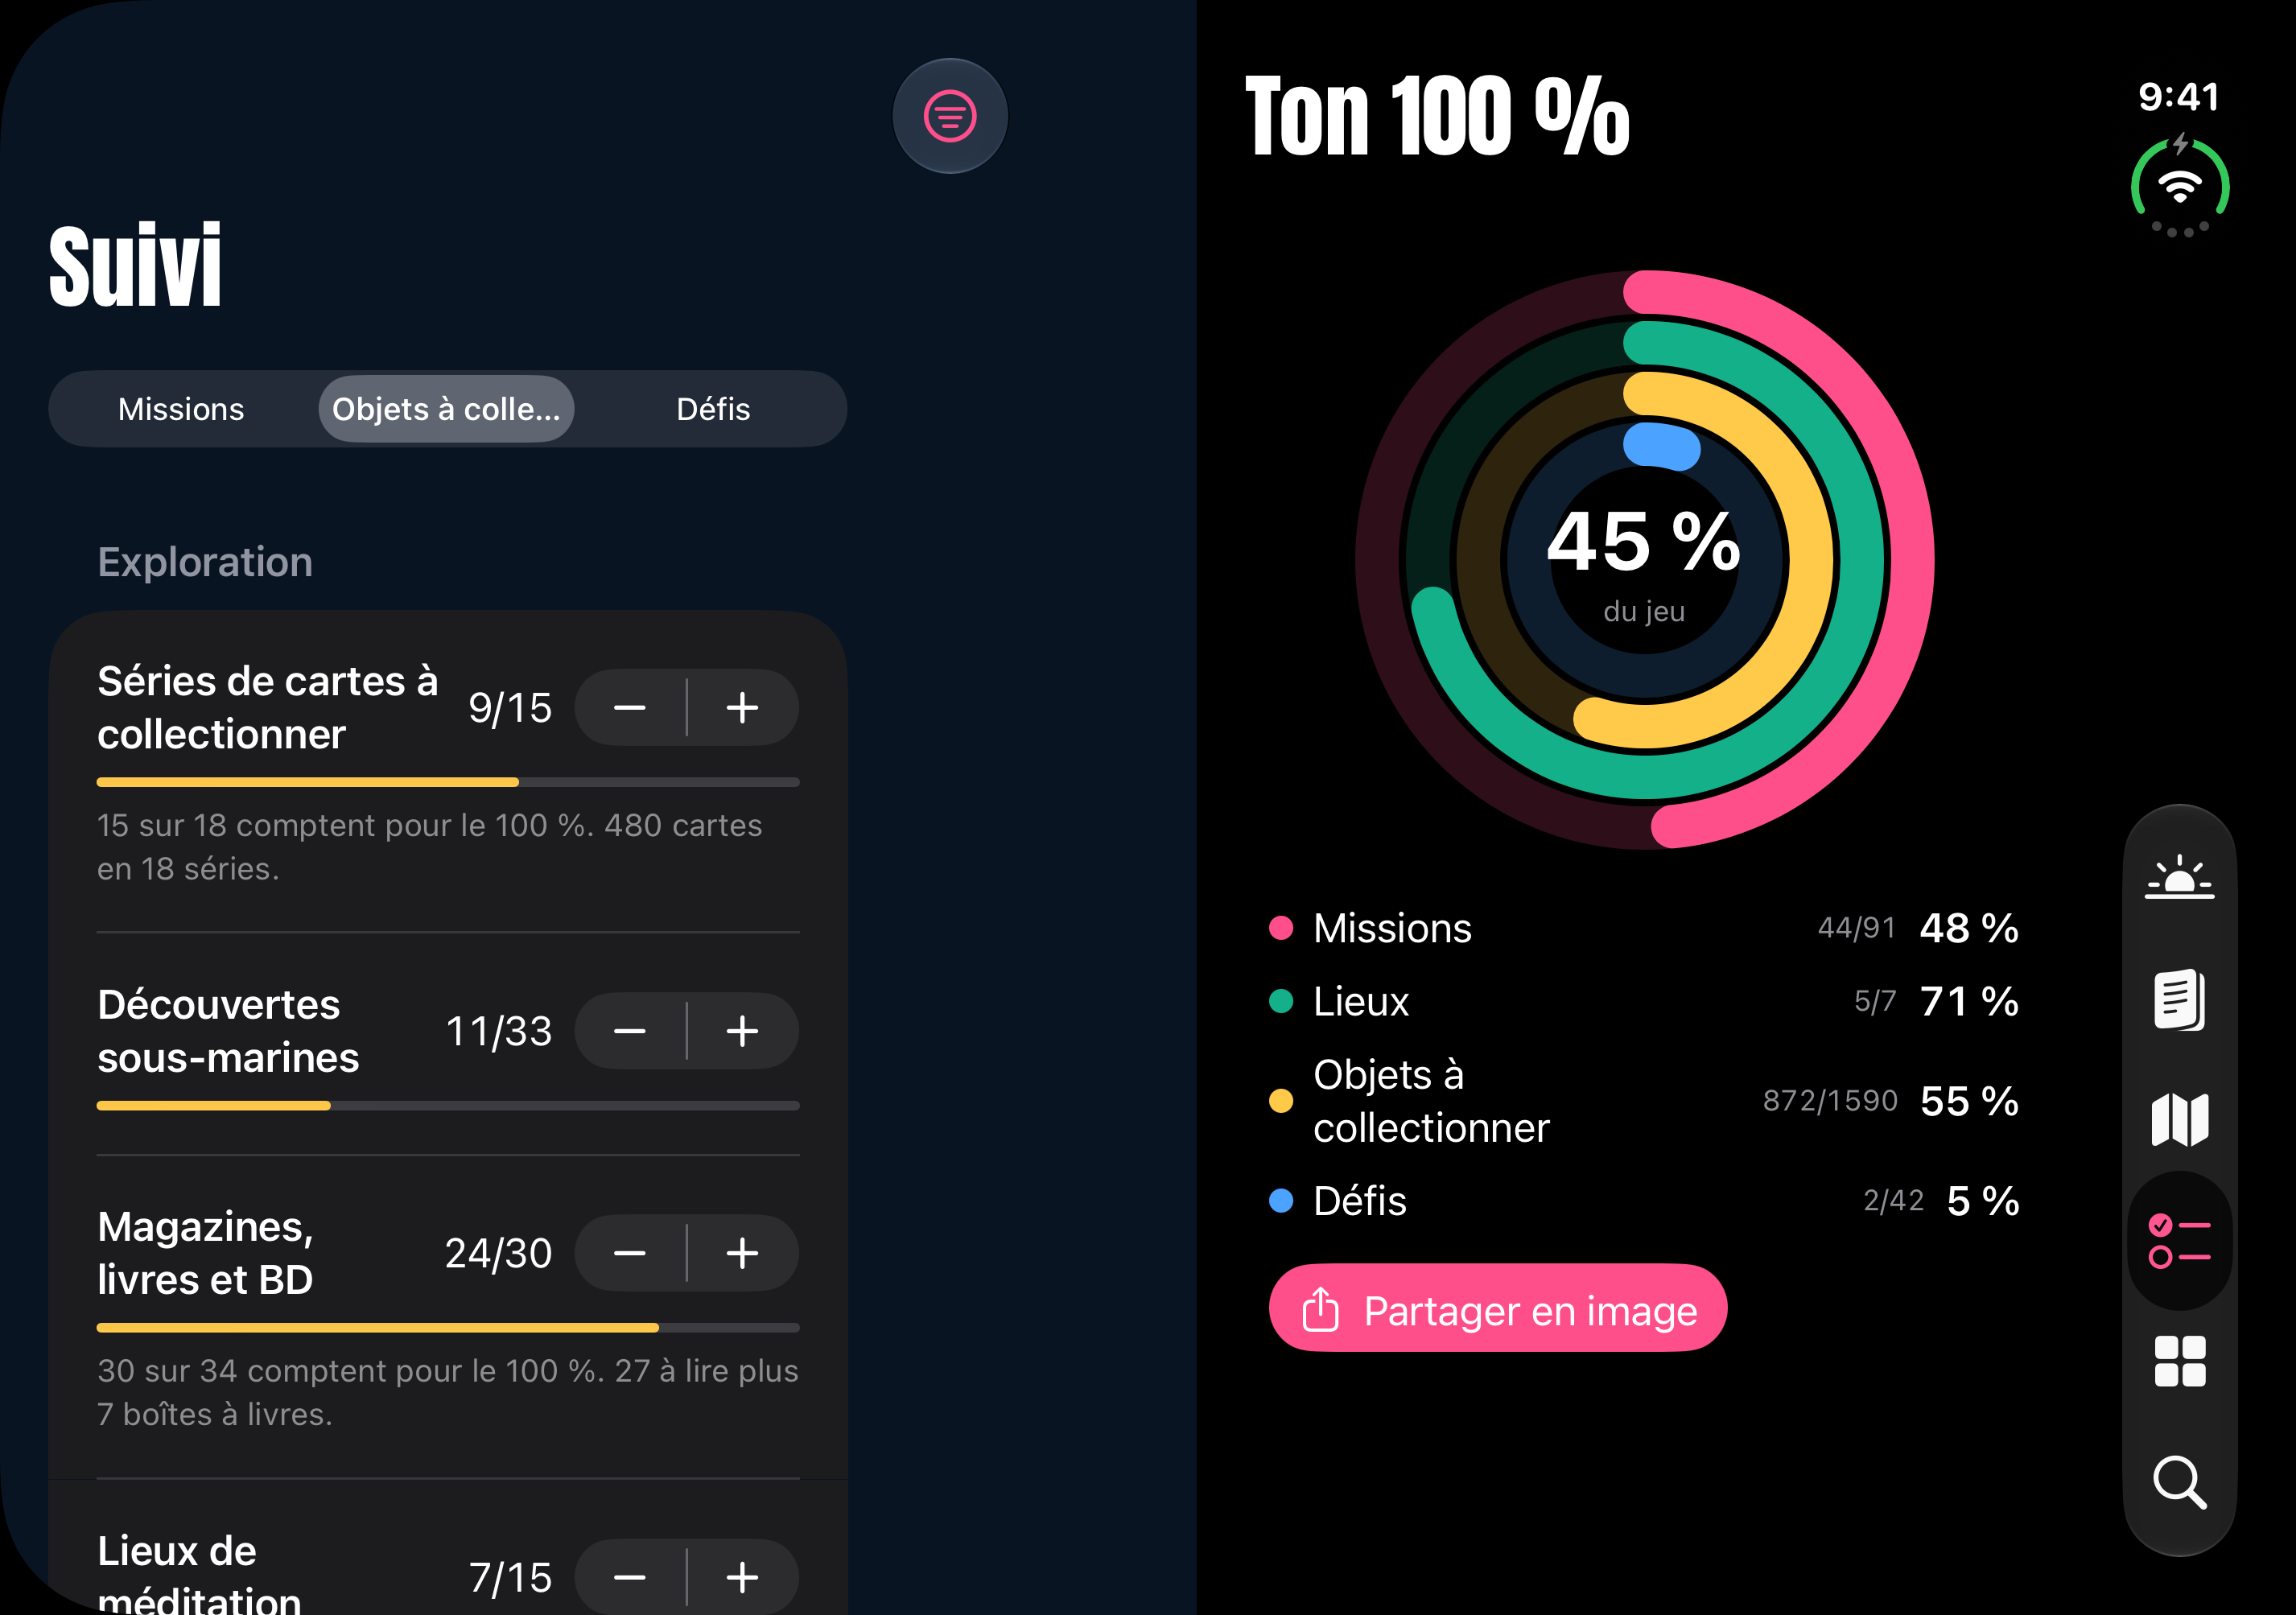 Suivi
Missions
Objets à colle...
Défis
Exploration
Séries de cartes à
collectionner
9/15
15 sur 18 comptent pour le 100 %. 480 cartes
en 18 séries.
Découvertes
sous-marines
11/33
Magazines,
livres et BD
24/30
30 sur 34 comptent pour le 100 %. 27 à lire plus
7 boîtes à livres.
Lieux de
méditation
7/15
Ton 100 %
9:41
45 %
du jeu
Missions 44/91 48 %
Lieux 5/7 71 %
Objets à
collectionner
872/1590 55 %
Défis 2/42 5 %
Partager en image